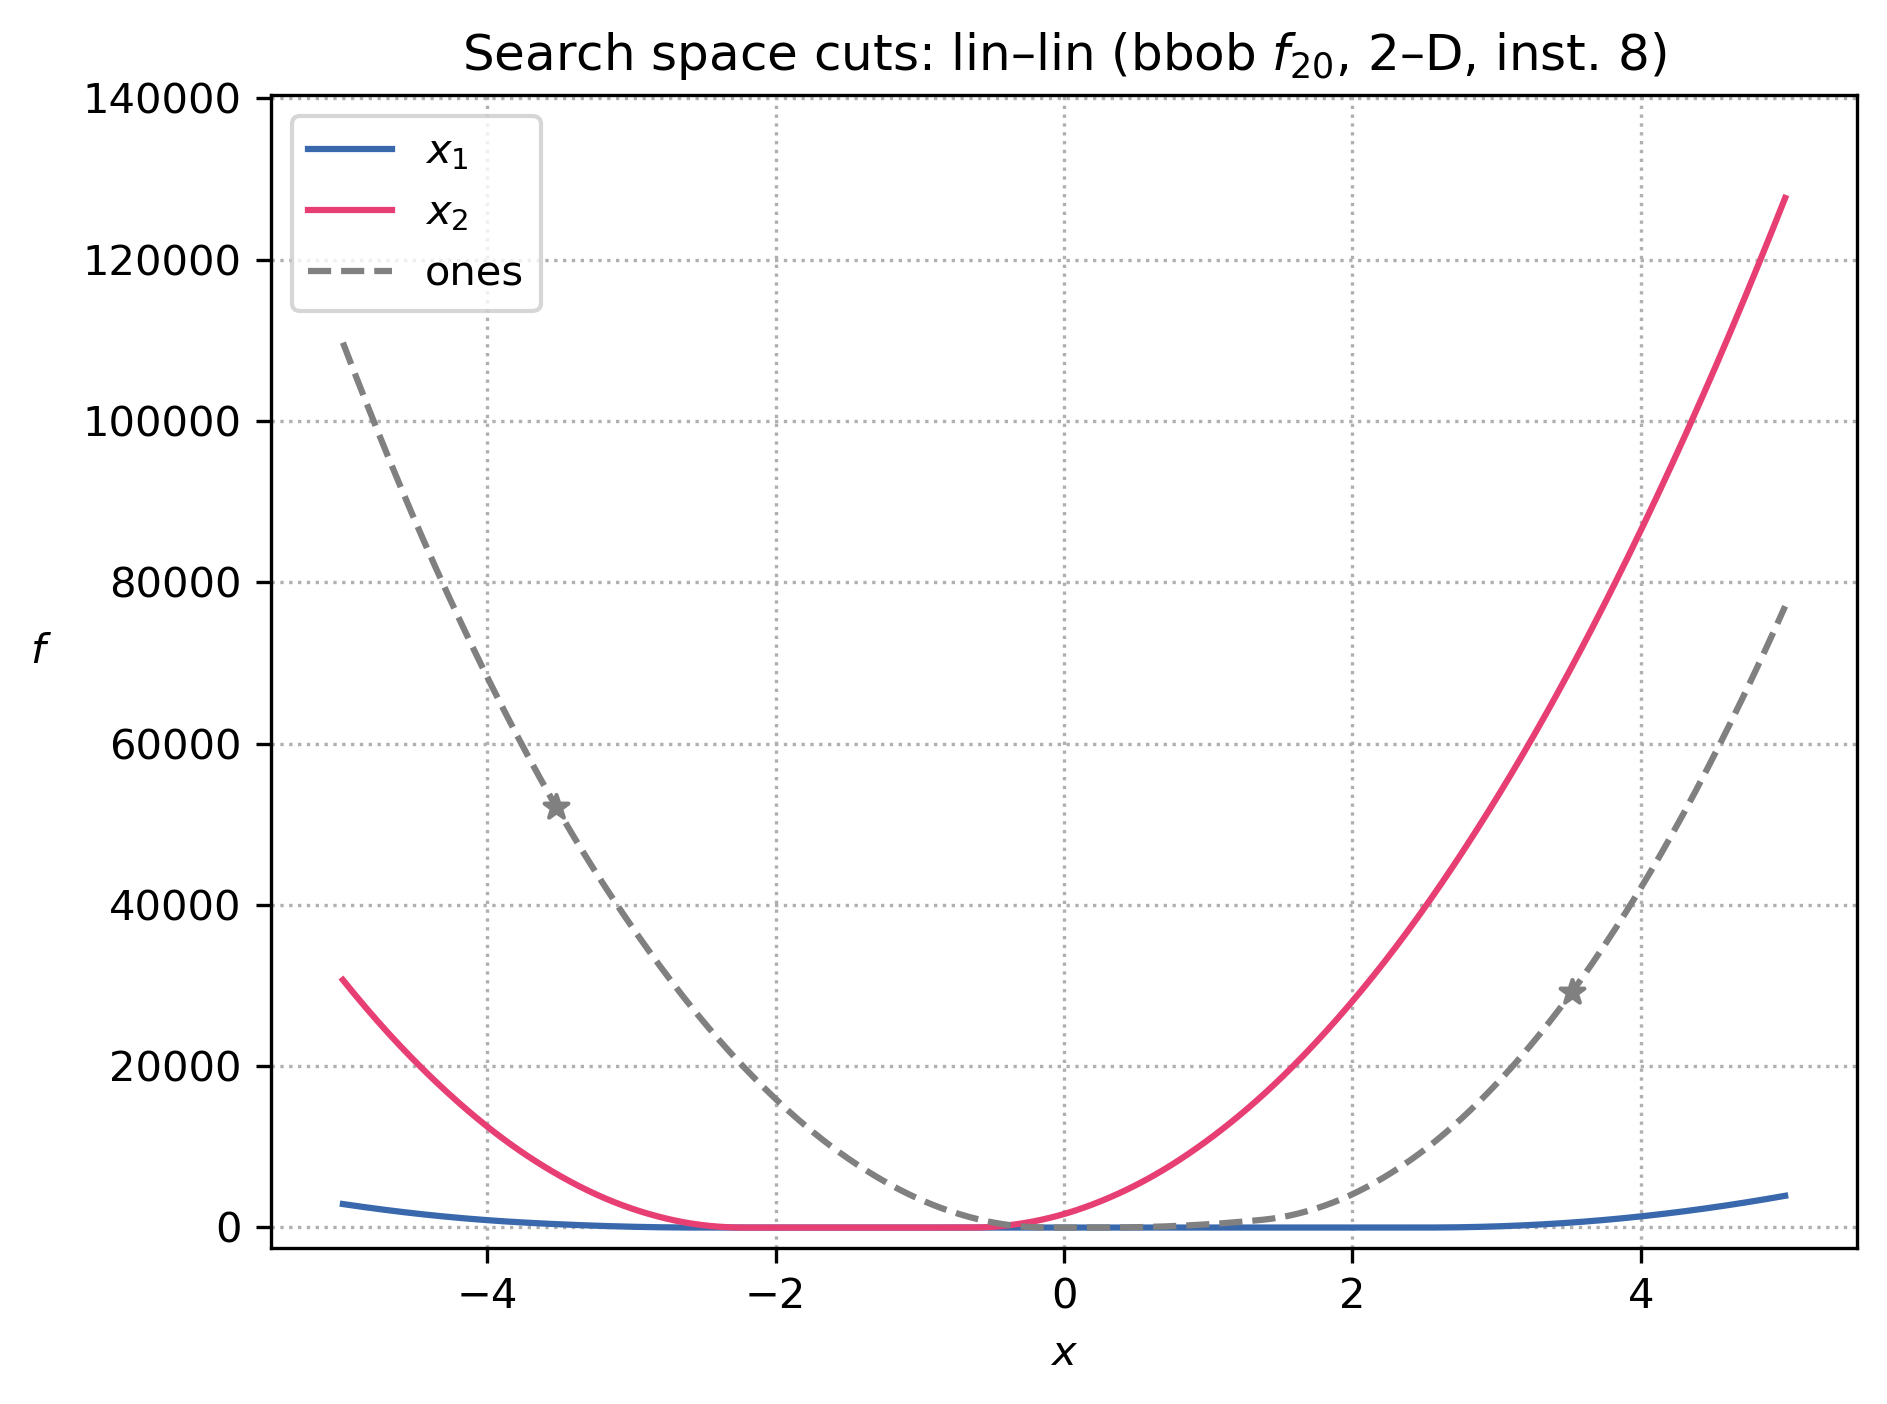 Search space cuts: lin–lin (bbob f20, 2–D, inst. 8)
140000
120000
100000
80000
60000
40000
20000
0
f
x1
x2
ones
−4
−2
0
2
4
x